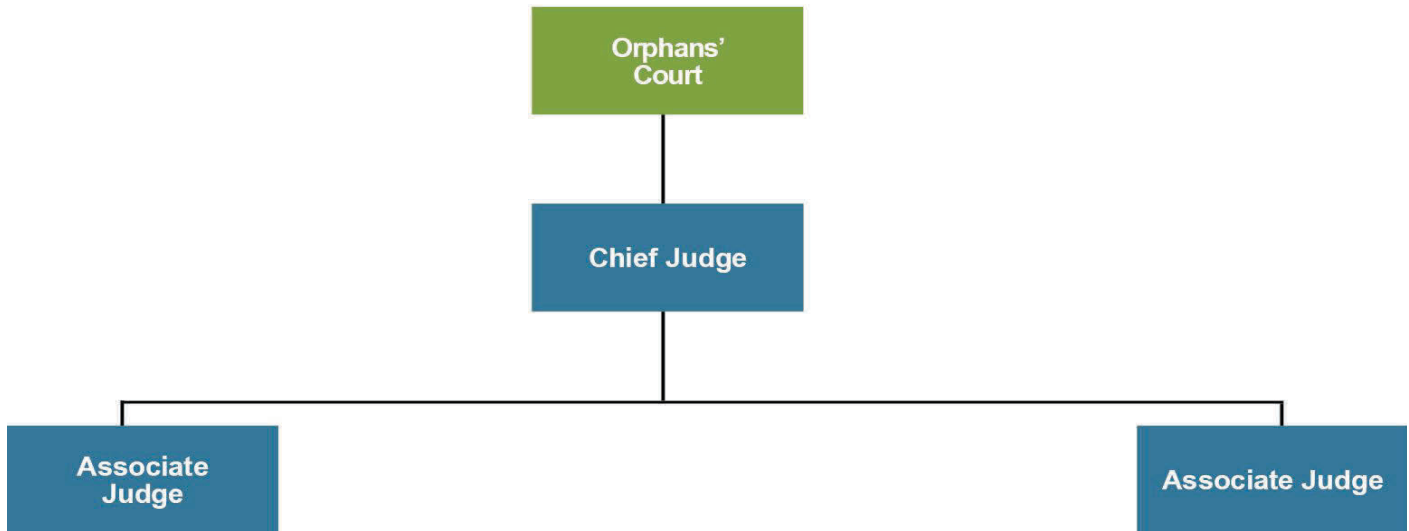 Orphans’
Court
Chief Judge
Associate
Judge
Associate Judge